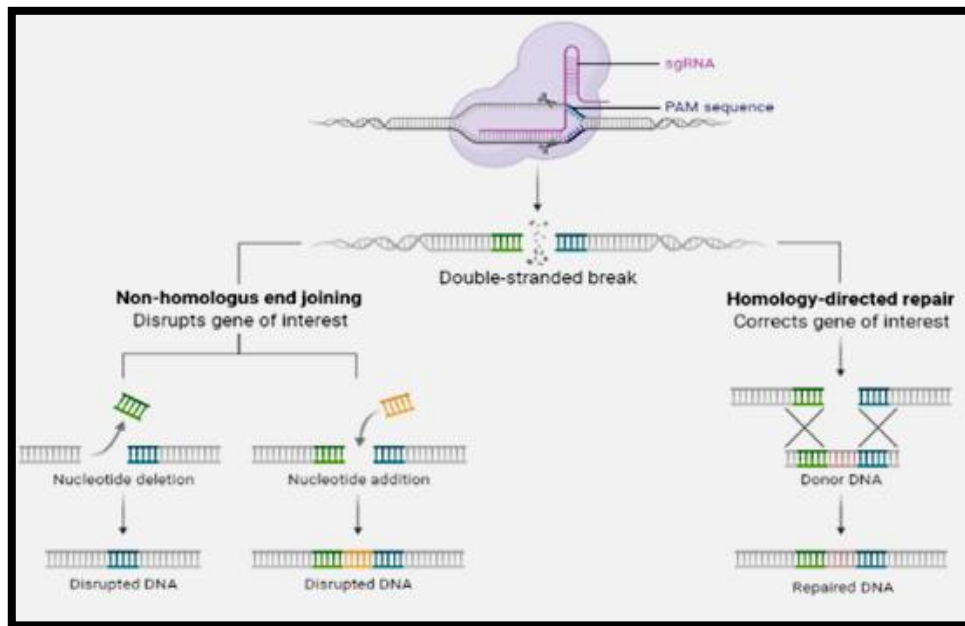 sgRNA
PAM sequence
Double-stranded break
Non-homologus end joining
Disrupts gene of interest
Homology-directed repair
Corrects gene of interest
Nucleotide deletion
Nucleotide addition
Donor DNA
Disrupted DNA
Disrupted DNA
Repaired DNA